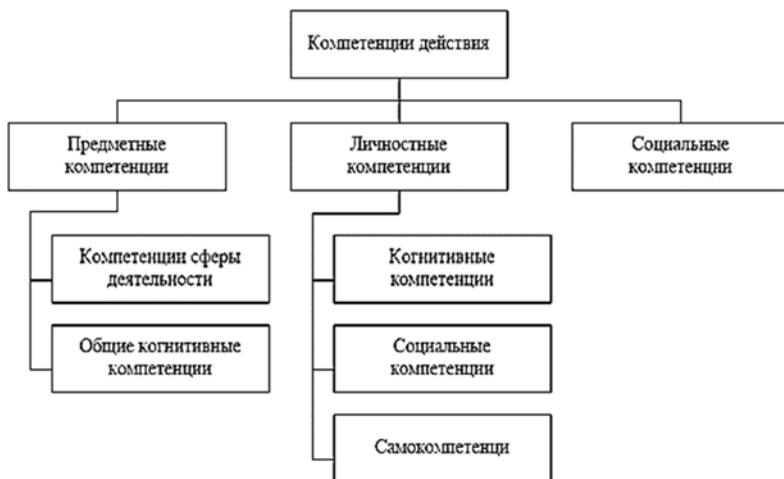 Компетенции действия
Предметные
компетенции
Личностные
компетенции
Социальные
компетенции
Компетенции сферы
деятельности
Общие когнитивные
компетенции
Когнитивные
компетенции
Социальные
компетенции
Самокомпетенци